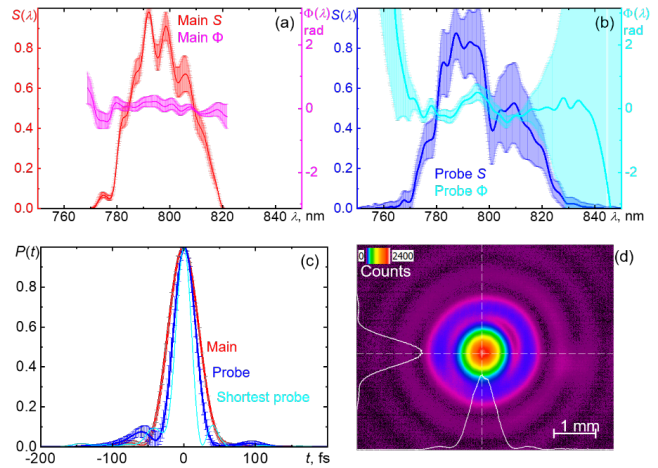 S(λ) Main S (a) Φ(λ)
Main Φ rad
0.8
0.6
0.4
0.2
0.0
2
0
-2
760 780 800 820 λ, nm
S(λ) (b) Φ(λ)
rad
0.8
0.6
0.4
0.2
0.0
2
0
-2
Probe S
Probe Φ
760 780 800 820 λ, nm
P(t) (c)
0.8
0.6
0.4
0.2
0.0
Main
Probe
Shortest probe
-200 -100 0 100 t, fs
0 2400 (d)
Counts
1 mm